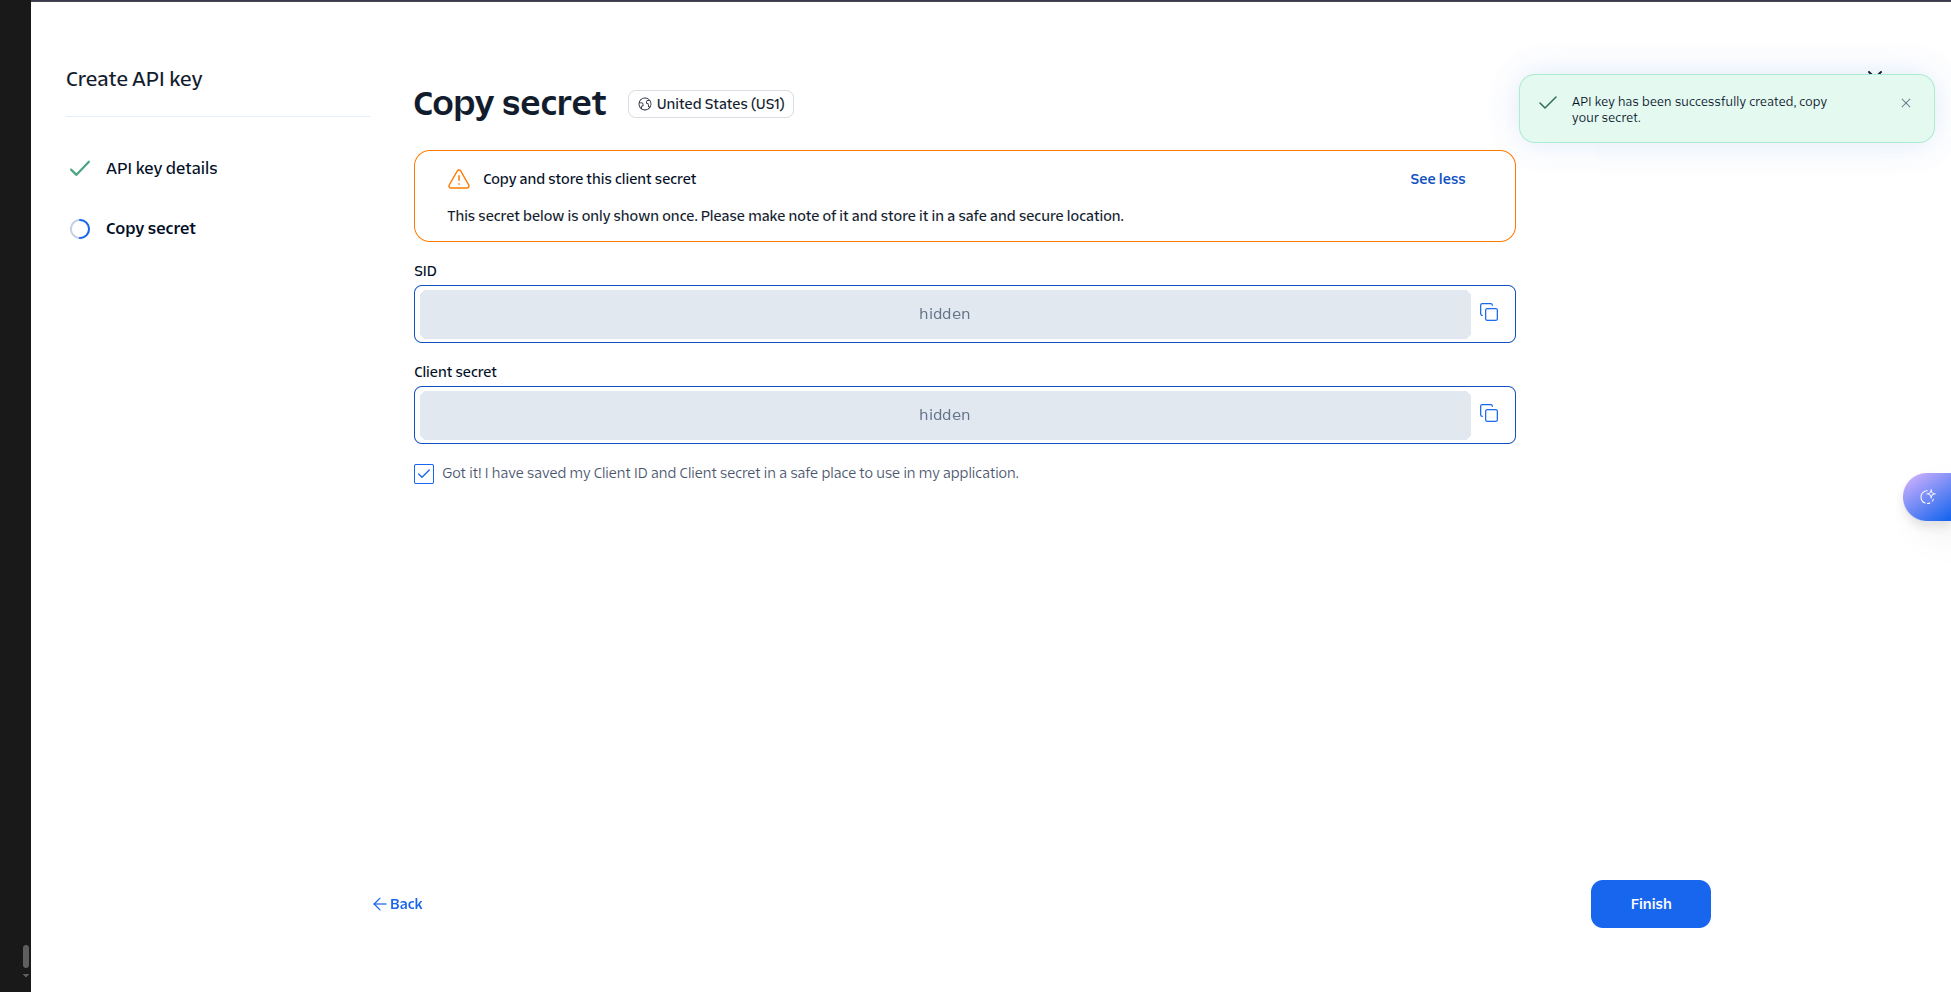 Create API key
API key details
Copy secret
Copy secret
United States (US1)
API key has been successfully created, copy
your secret.
Copy and store this client secret
See less
This secret below is only shown once. Please make note of it and store it in a safe and secure location.
SID
hidden
Client secret
hidden
Got it! I have saved my Client ID and Client secret in a safe place to use in my application.
Back
Finish